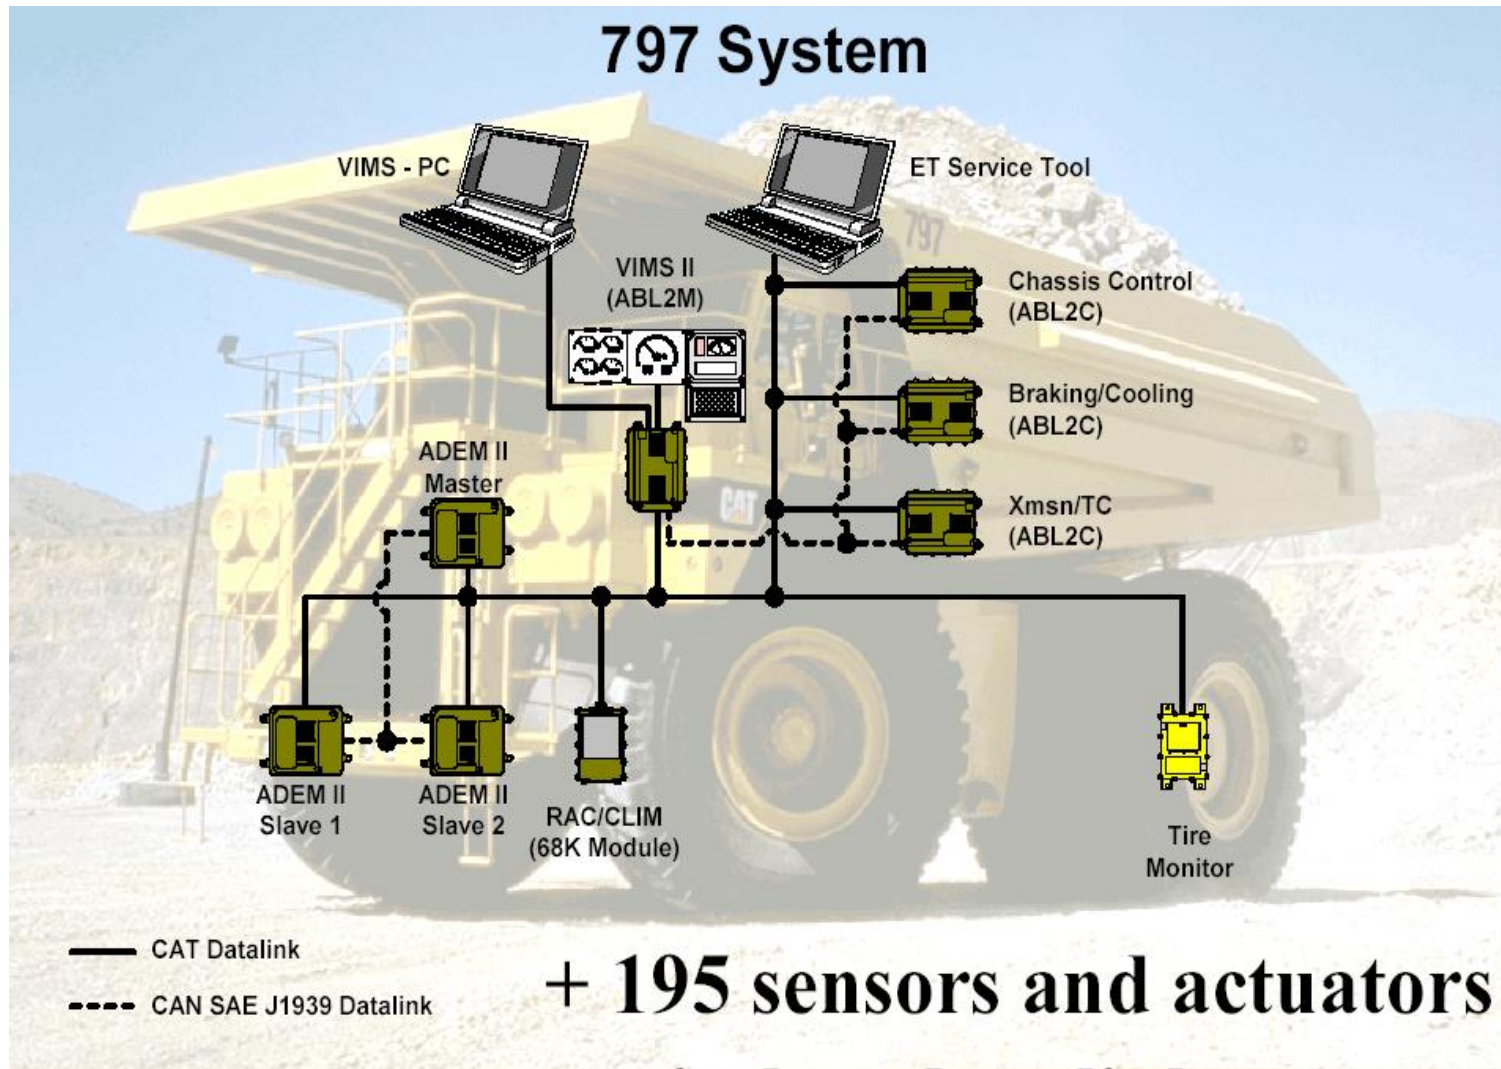 797 System
VIMS - PC
ET Service Tool
797
VIMS II
(ABL2M)
Chassis Control
(ABL2C)
Braking/Cooling
(ABL2C)
ADEM II
Master
CAT
Xmsn/TC
(ABL2C)
ADEM II
Slave 1
ADEM II
Slave 2
RAC/CLIM
(68K Module)
Tire
Monitor
CAT Datalink
CAN SAE J1939 Datalink
+ 195 sensors and actuators